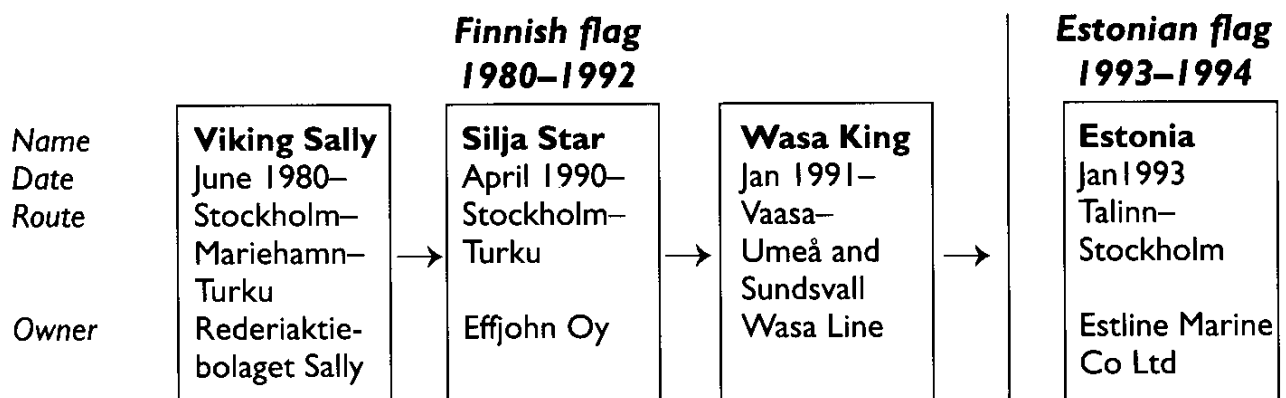 Finnish flag
1980–1992
Estonian flag
1993–1994
Name
Date
Route
Owner
Viking Sally
June 1980–
Stockholm–
Mariehamn–
Turku
Rederiaktie-
bolaget Sally
Silja Star
April 1990–
Stockholm–
Turku
Effjohn Oy
Wasa King
Jan 1991–
Vaasa–
Umeå and
Sundsvall
Wasa Line
Estonia
Jan1993
Talinn–
Stockholm
Estline Marine
Co Ltd